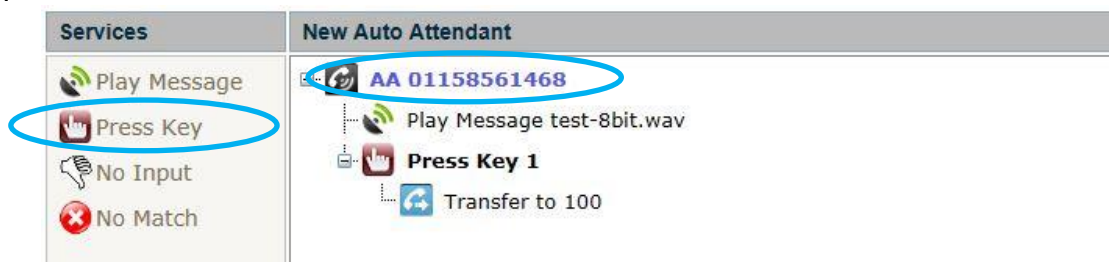 Services
New Auto Attendant
Play Message
Press Key
No Input
No Match
AA 01158561468
Play Message test-8bit.wav
Press Key 1
Transfer to 100